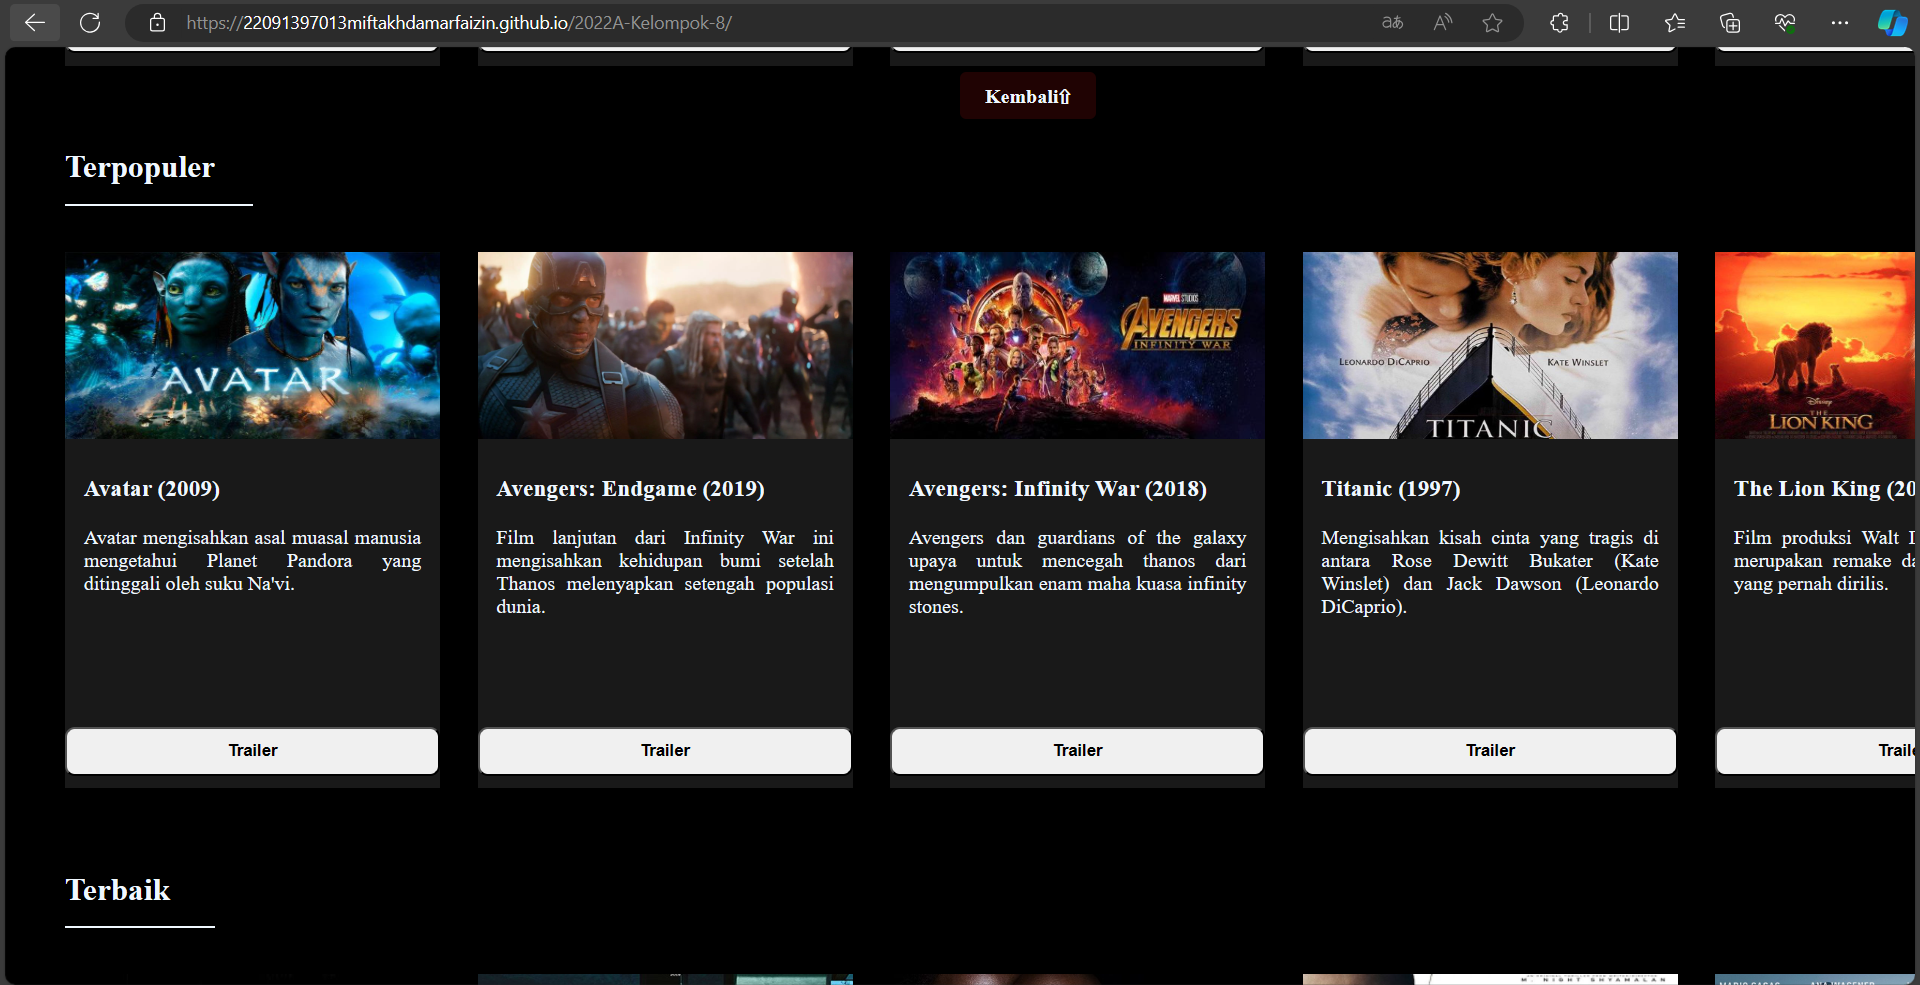 https://22091397013miftakhdamarfaizin.github.io/2022A-Kelompok-8/
Kembali⇧
Terpopuler
AVATAR
MARVEL STUDIOS
AVENGERS
INFINITY WAR
LEONARDO DiCAPRIO
KATE WINSLET
TITANIC
Disney
THE
LION KING
Avatar (2009)
Avatar mengisahkan asal muasal manusia
mengetahui Planet Pandora yang
ditinggali oleh suku Na'vi.
Trailer
Avengers: Endgame (2019)
Film lanjutan dari Infinity War ini
mengisahkan kehidupan bumi setelah
Thanos melenyapkan setengah populasi
dunia.
Trailer
Avengers: Infinity War (2018)
Avengers dan guardians of the galaxy
upaya untuk mencegah thanos dari
mengumpulkan enam maha kuasa infinity
stones.
Trailer
Titanic (1997)
Mengisahkan kisah cinta yang tragis di
antara Rose Dewitt Bukater (Kate
Winslet) dan Jack Dawson (Leonardo
DiCaprio).
Trailer
The Lion King (20
Film produksi Walt
merupakan remake
yang pernah dirilis.
Terbaik
M. NIGHT SHYAMALAN